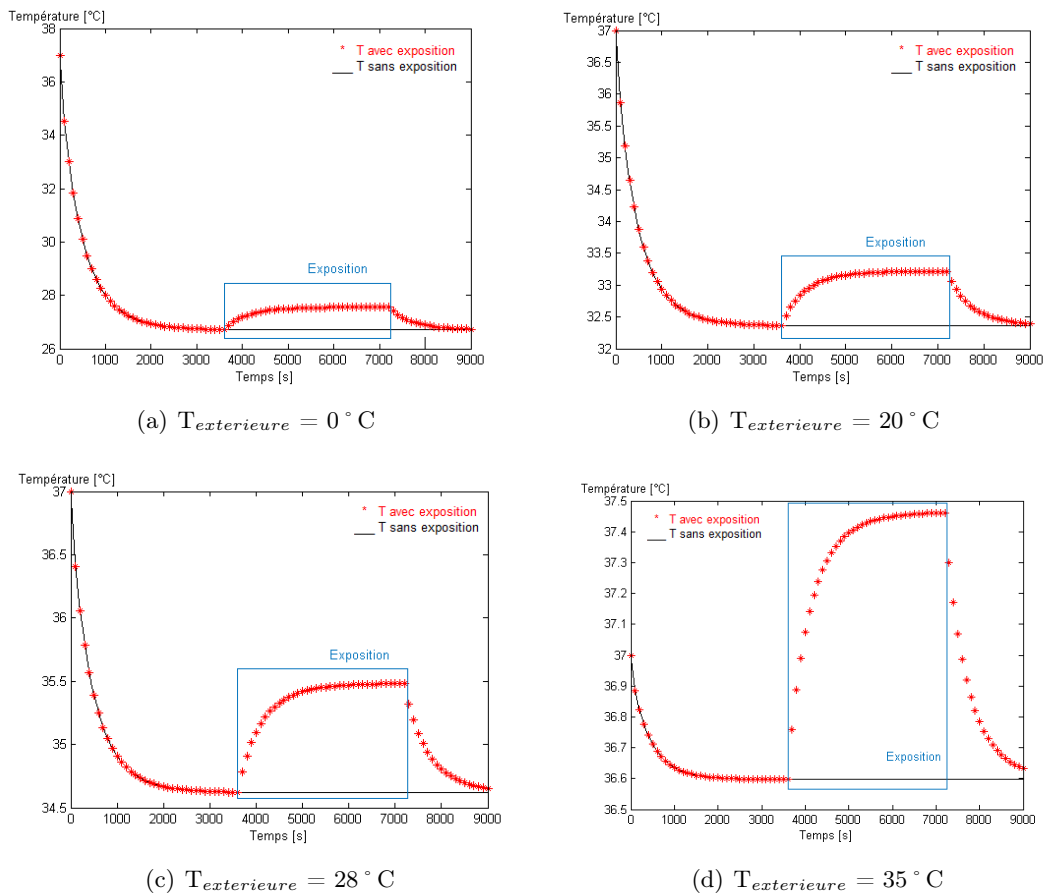 Température [°C]
38
36
34
32
30
28
26
* T avec exposition
T sans exposition
Exposition
0 1000 2000 3000 4000 5000 6000 7000 8000 9000
Temps [s]
(a) T_exterieure = 0 ° C
Température [°C]
37
36.5
36
35.5
35
34.5
34
33.5
33
32.5
32
* T avec exposition
T sans exposition
Exposition
0 1000 2000 3000 4000 5000 6000 7000 8000 9000
Temps [s]
(b) T_exterieure = 20 ° C
Température [°C]
37
36.5
36
35.5
35
34.5
* T avec exposition
T sans exposition
Exposition
0 1000 2000 3000 4000 5000 6000 7000 8000 9000
Temps [s]
(c) T_exterieure = 28 ° C
Température [°C]
37.5
37.4
37.3
37.2
37.1
37
36.9
36.8
36.7
36.6
36.5
* T avec exposition
T sans exposition
Exposition
0 1000 2000 3000 4000 5000 6000 7000 8000 9000
Temps [s]
(d) T_exterieure = 35 ° C